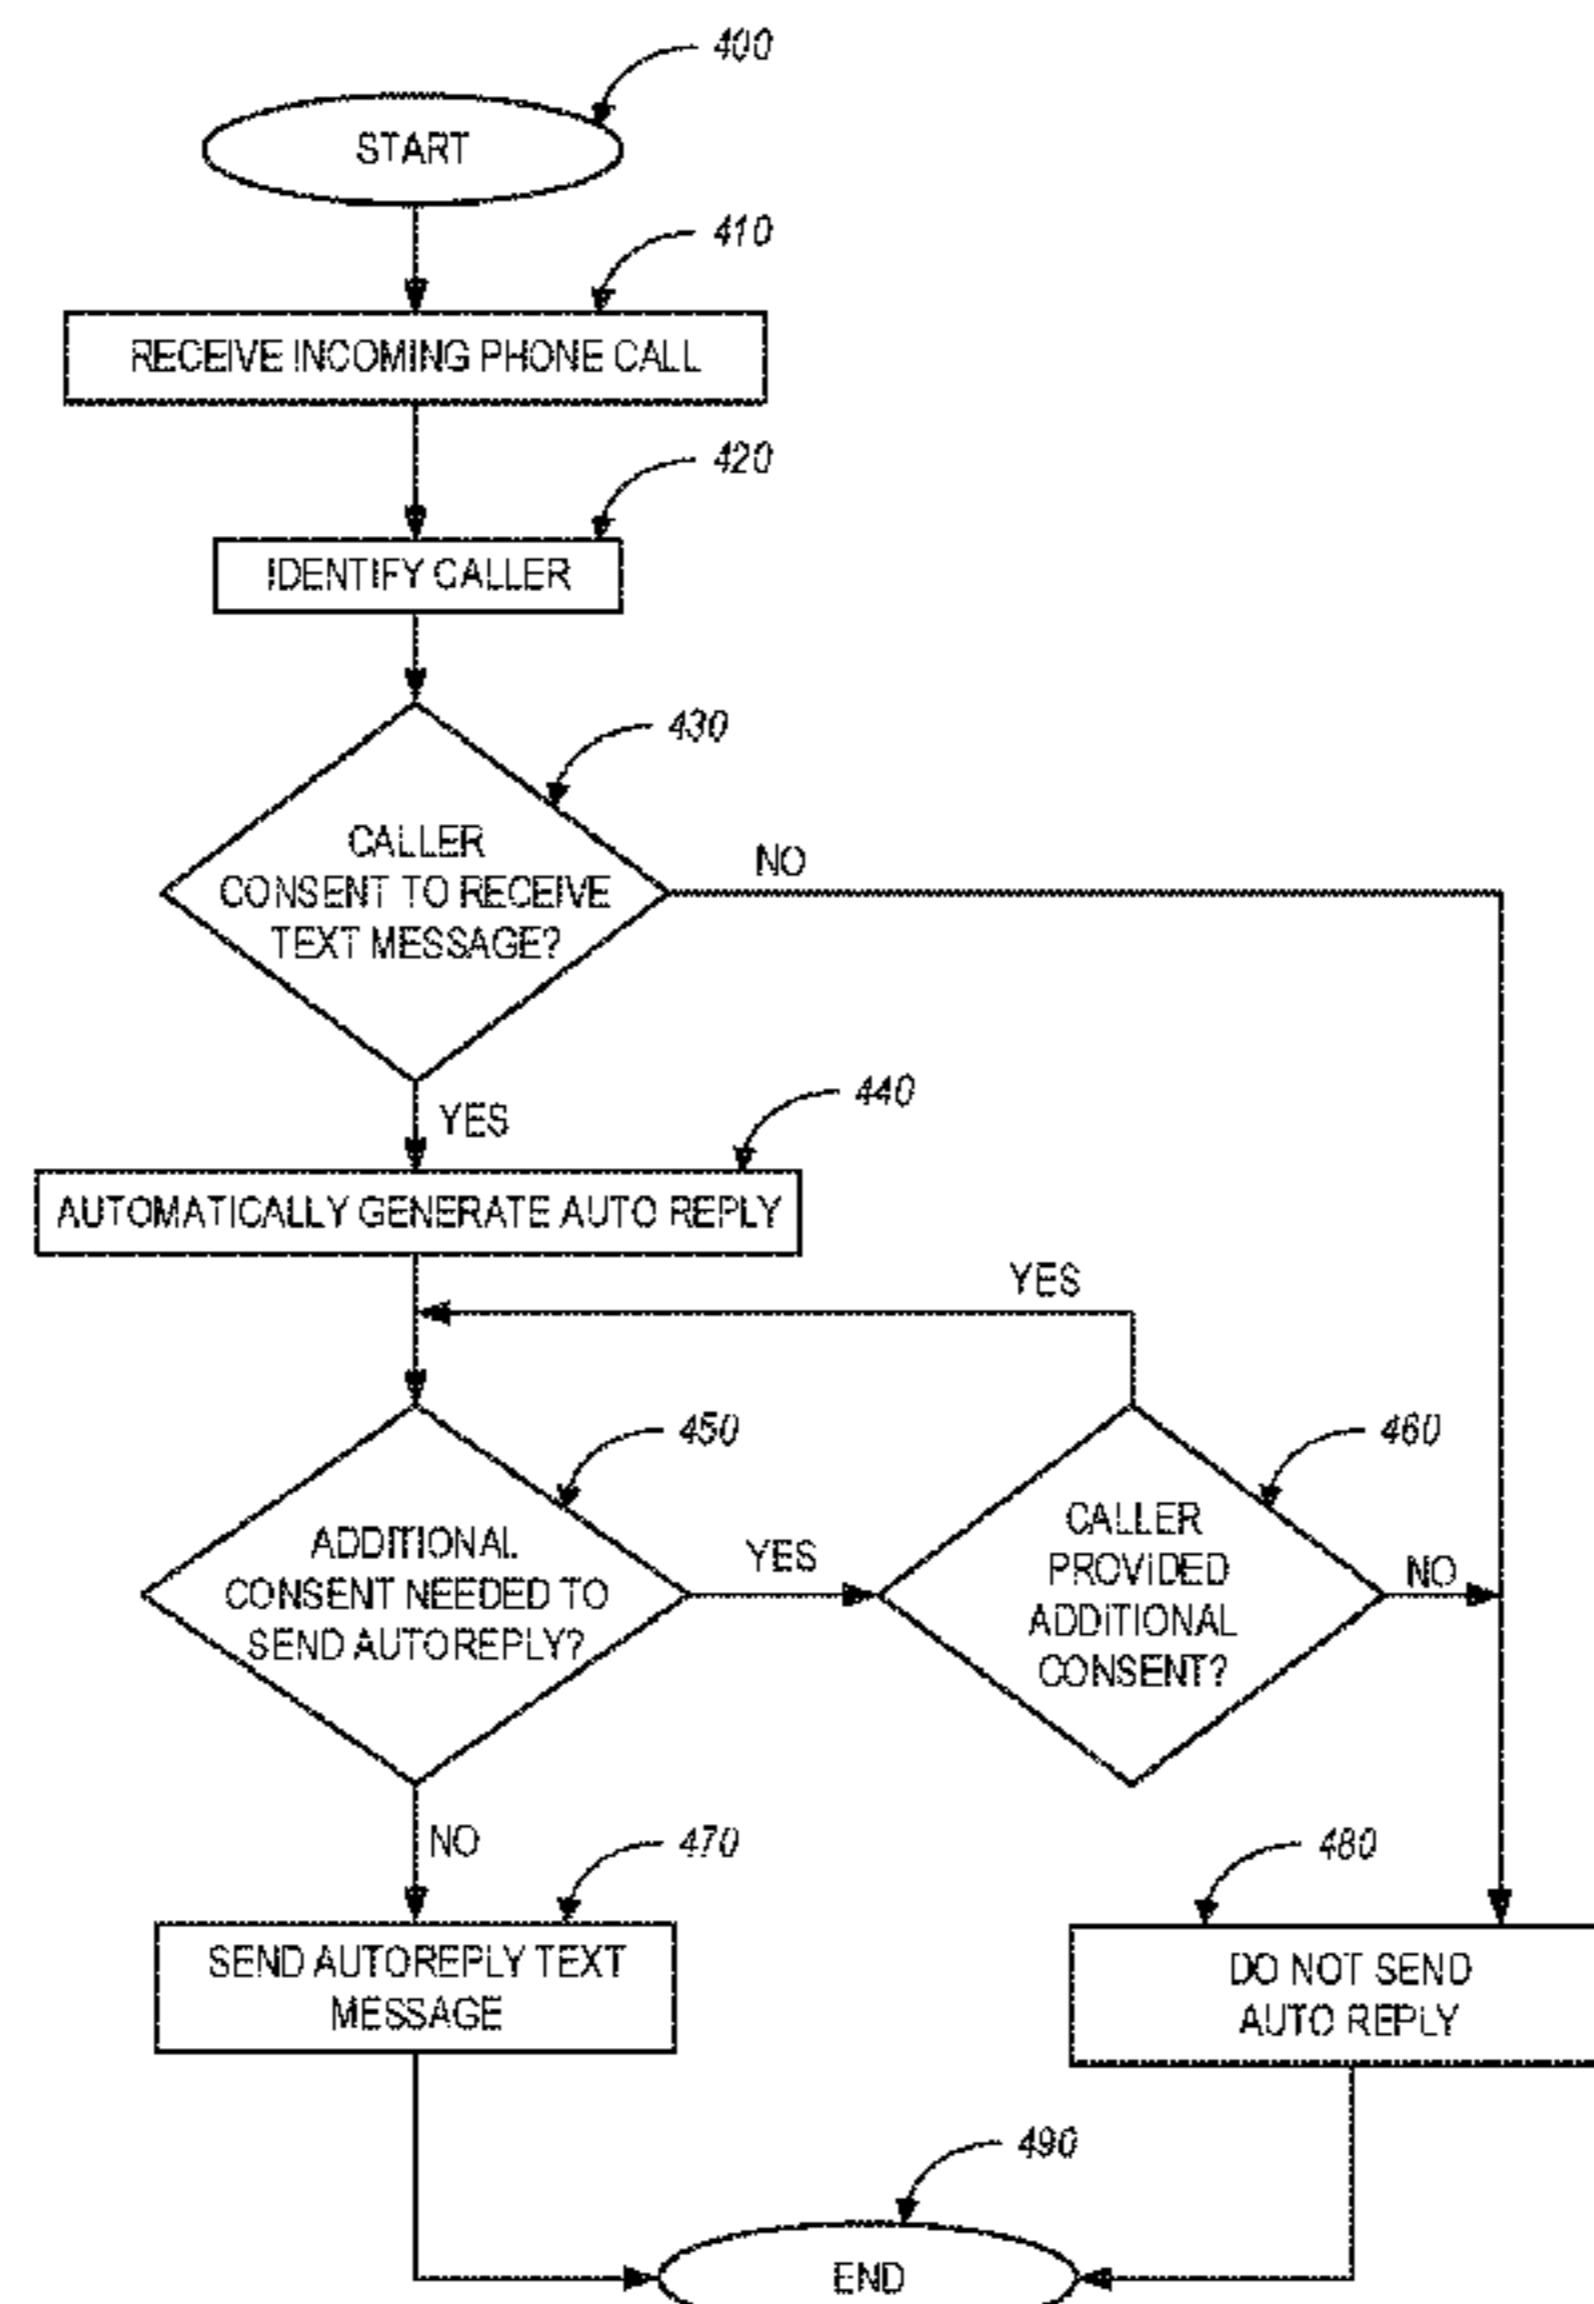 400
START
410
RECEIVE INCOMING PHONE CALL
420
IDENTIFY CALLER
430
CALLER
CONSENT TO RECEIVE
TEXT MESSAGE?
NO
YES
440
AUTOMATICALLY GENERATE AUTO REPLY
YES
450
ADDITIONAL
CONSENT NEEDED TO
SEND AUTOREPLY?
YES
460
CALLER
PROVIDED
ADDITIONAL
CONSENT?
NO
NO
470
SEND AUTOREPLY TEXT
MESSAGE
480
DO NOT SEND
AUTO REPLY
490
END